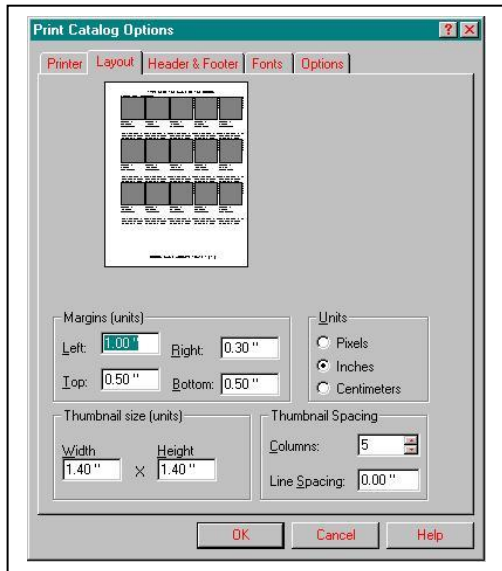 Print Catalog Options
Printer Layout Header & Footer Fonts Options
Margins (units)
Left: 1.00 " Right: 0.30 "
Top: 0.50 " Bottom: 0.50 "
Units
Pixels
Inches
Centimeters
Thumbnail size (units)
Width Height
1.40 " X 1.40 "
Thumbnail Spacing
Columns: 5
Line Spacing: 0.00 "
OK Cancel Help